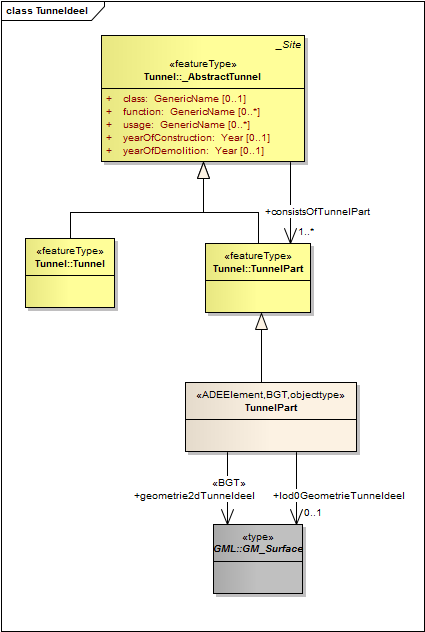 class Tunneldeel
_Site
«featureType»
Tunnel::_AbstractTunnel
+ class: GenericName [0..1]
+ function: GenericName [0..*]
+ usage: GenericName [0..*]
+ yearOfConstruction: Year [0..1]
+ yearOfDemolition: Year [0..1]
+consistsOfTunnelPart
1..*
«featureType»
Tunnel::Tunnel
«featureType»
Tunnel::TunnelPart
«ADEElement,BGT,objecttype»
TunnelPart
«BGT»
+geometrie2dTunneldeel
+lod0GeometrieTunneldeel
0..1
«type»
GML::GM_Surface